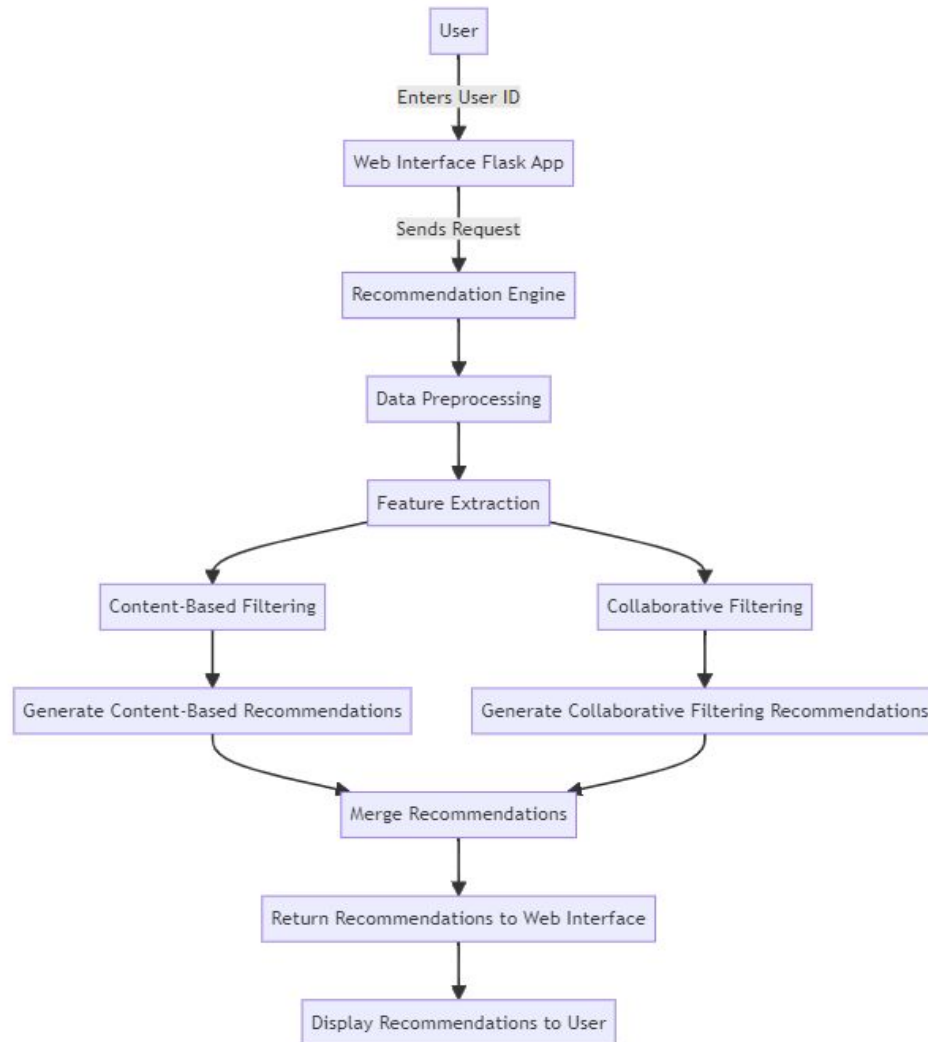 User
Enters User ID
Web Interface Flask App
Sends Request
Recommendation Engine
Data Preprocessing
Feature Extraction
Content-Based Filtering
Collaborative Filtering
Generate Content-Based Recommendations
Generate Collaborative Filtering Recommendations
Merge Recommendations
Return Recommendations to Web Interface
Display Recommendations to User